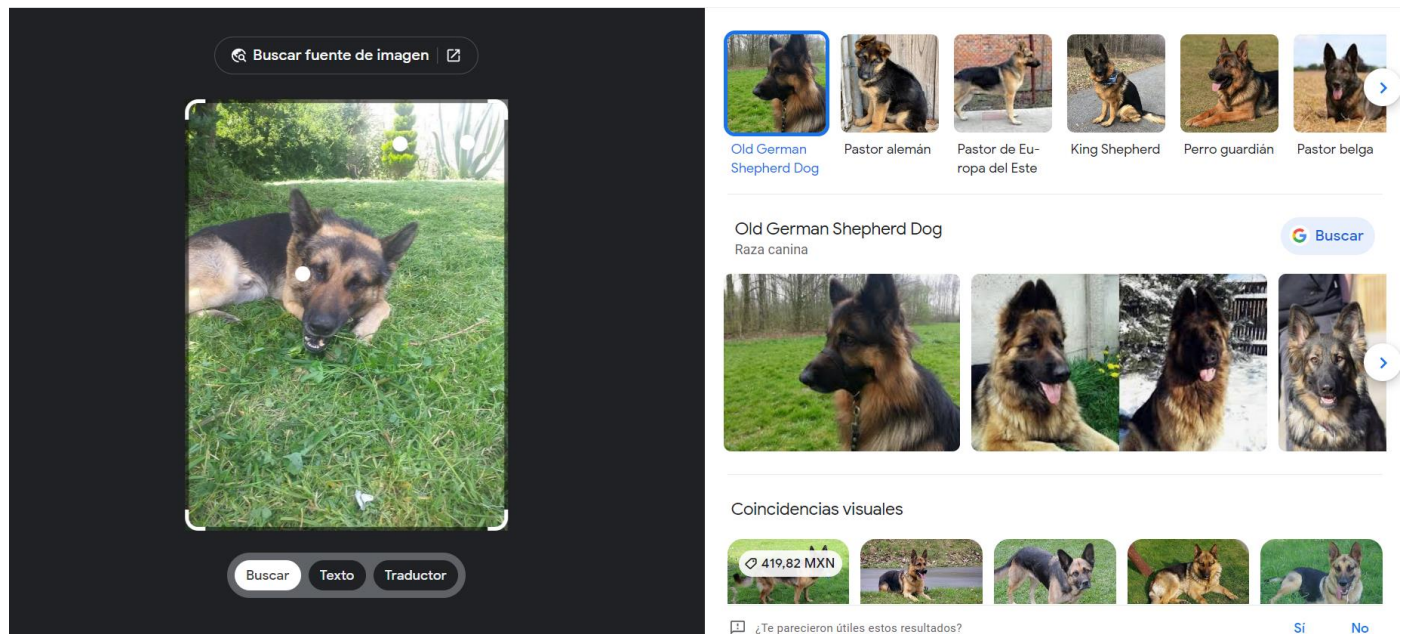 Buscar fuente de imagen
Buscar
Texto
Traductor
Old German
Shepherd Dog
Pastor alemán
Pastor de Eu-
ropa del Este
King Shepherd
Perro guardián
Pastor belga
Old German Shepherd Dog
Raza canina
Buscar
Coincidencias visuales
419,82 MXN
¿Te parecieron útiles estos resultados?
Sí
No